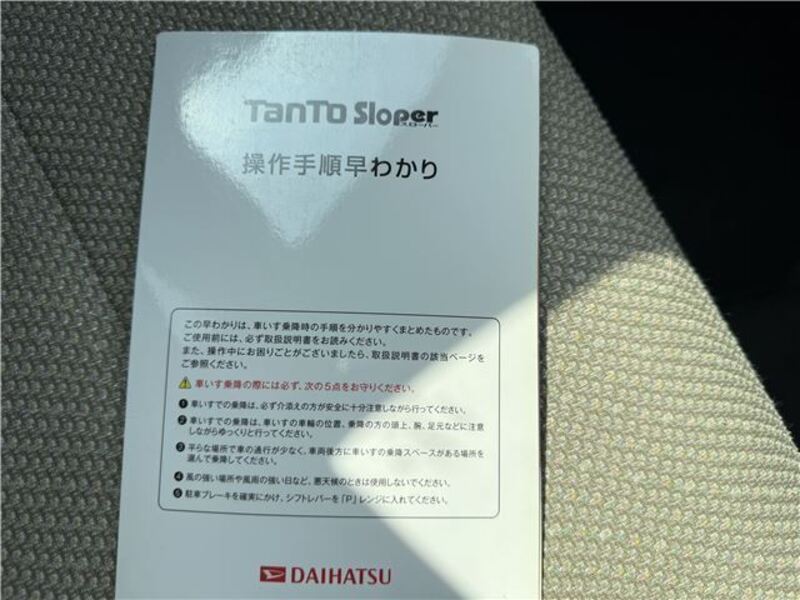 TanTo Sloper
スローパー
操作手順早わかり
この早わかりは、車いす乗降時の手順を分かりやすくまとめたものです。
ご使用前には、必ず取扱説明書をお読みください。
また、操作中にお困りごとがございましたら、取扱説明書の該当ページを
ご参照ください。
車いす乗降の際には必ず、次の5点をお守りください。
❶ 車いすでの乗降は、必ず介添えの方が安全に十分注意しながら行ってください。
❷ 車いすでの乗降は、車いすの車輪の位置、乗降の方の頭上、腕、足元などに注意
しながらゆっくりと行ってください。
❸ 平らな場所で車の通行が少なく、車両後方に車いすの乗降スペースがある場所を
選んで乗降してください。
❹ 風の強い場所や風雨の強い日など、悪天候のときは使用しないでください。
❺ 駐車ブレーキを確実にかけ、シフトレバーを「P」レンジに入れてください。
DAIHATSU